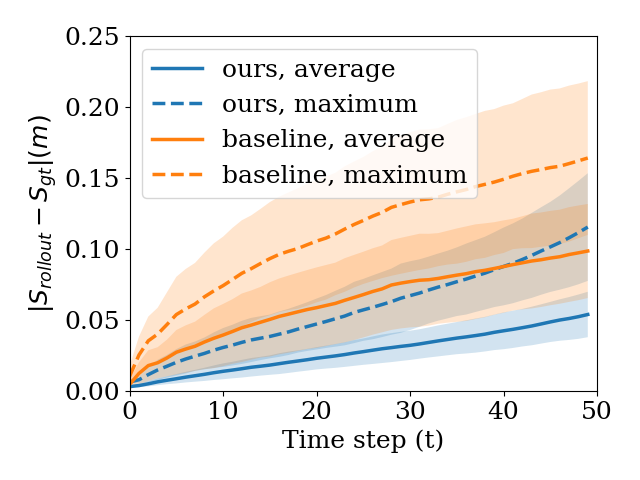 0.25
0.20
0.15
0.10
0.05
0.00
|S_rollout − S_gt|(m)
ours, average
ours, maximum
baseline, average
baseline, maximum
0 10 20 30 40 50
Time step (t)